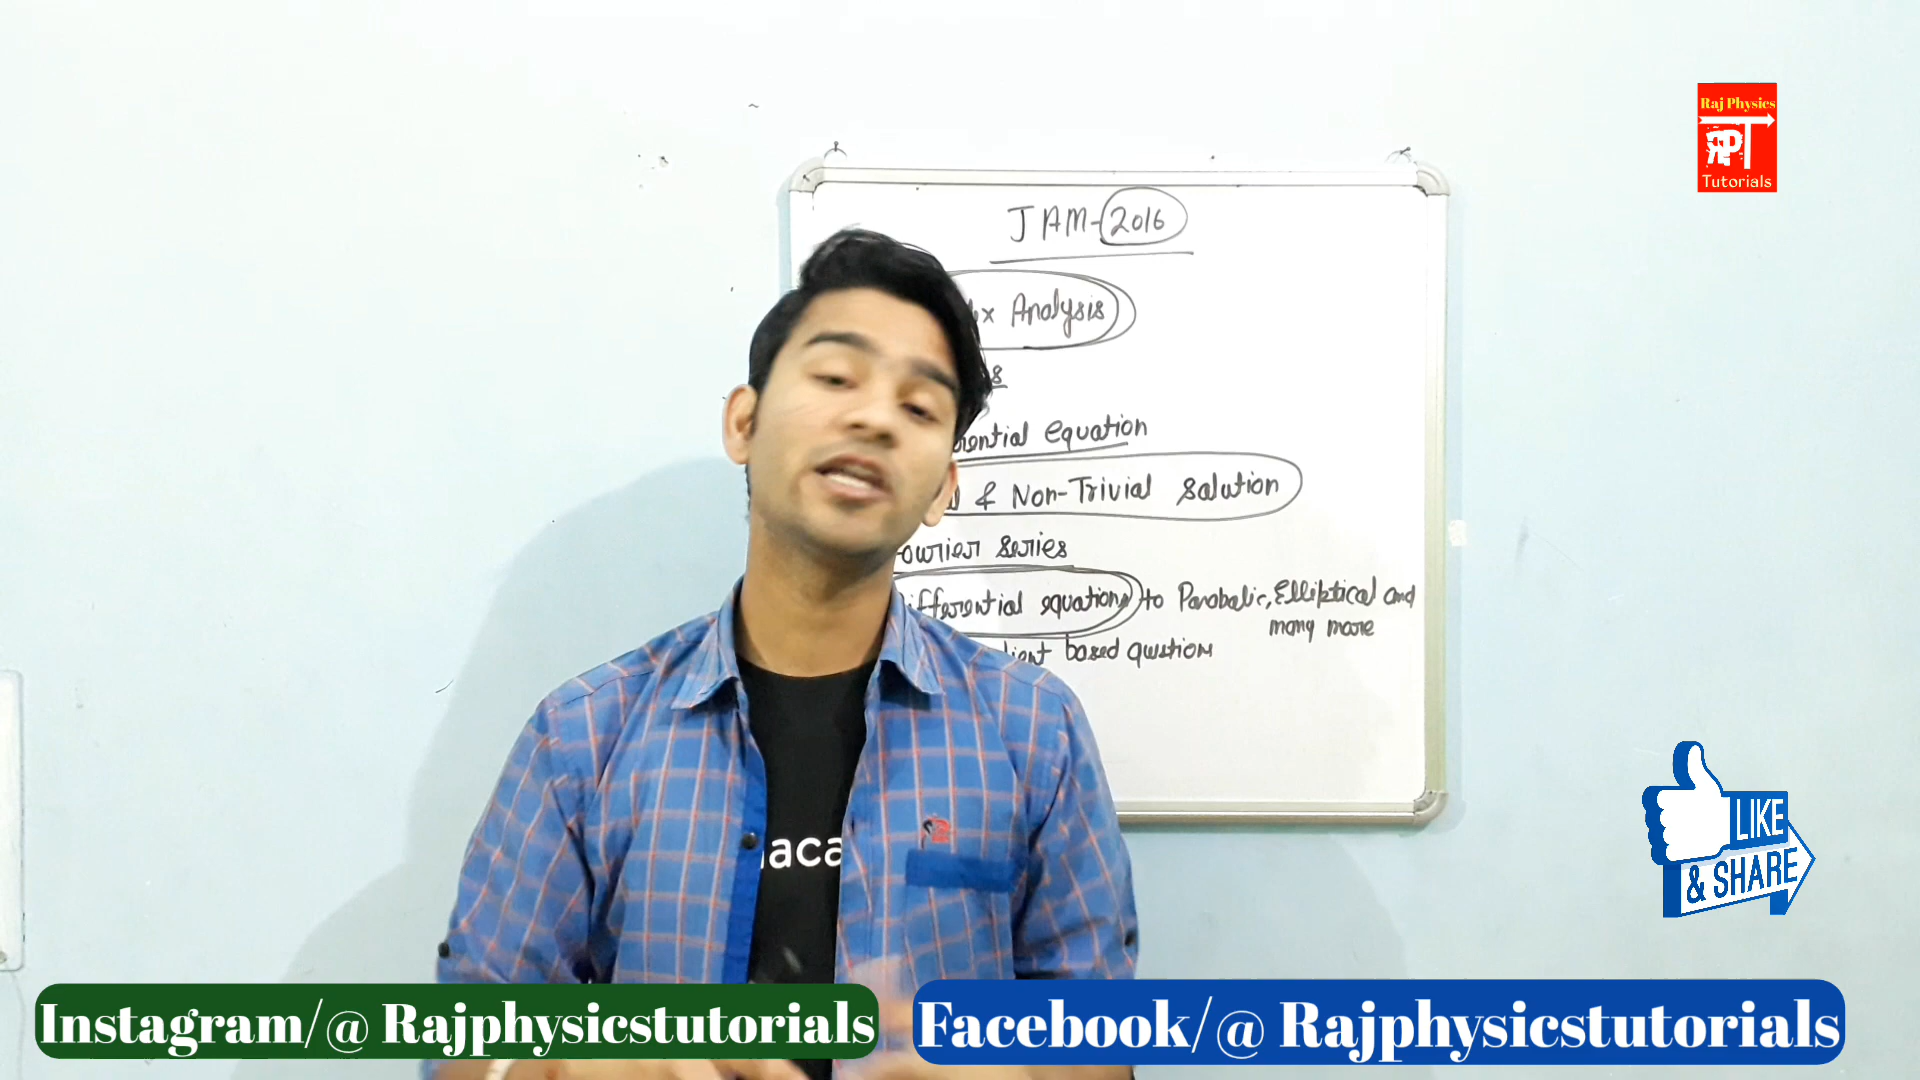 Raj Physics
RPT
Tutorials
JAM-2016
x Analysis
equation
& Non-Trivial Solution
series
equations to Parabolic, Elliptical and
many more
based question
aca
LIKE
& SHARE
Instagram/@ Rajphysicstutorials
Facebook/@ Rajphysicstutorials